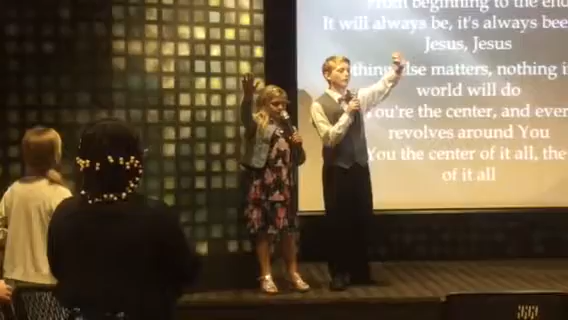 From beginning to the end
It will always be, it's always bee
Jesus, Jesus
thing else matters, nothing i
world will do
ou're the center, and ever
revolves around You
You the center of it all, the
of it all